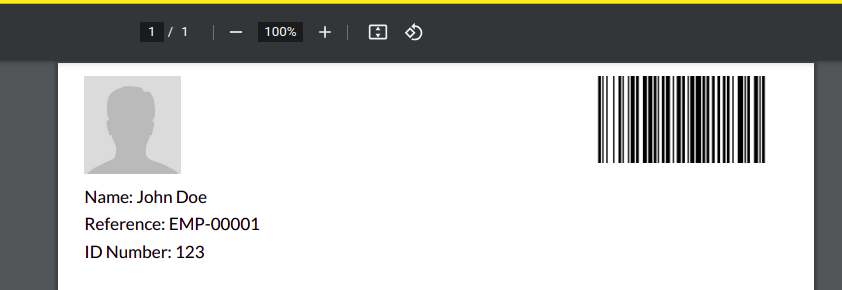 1 / 1 100%
Name: John Doe
Reference: EMP-00001
ID Number: 123